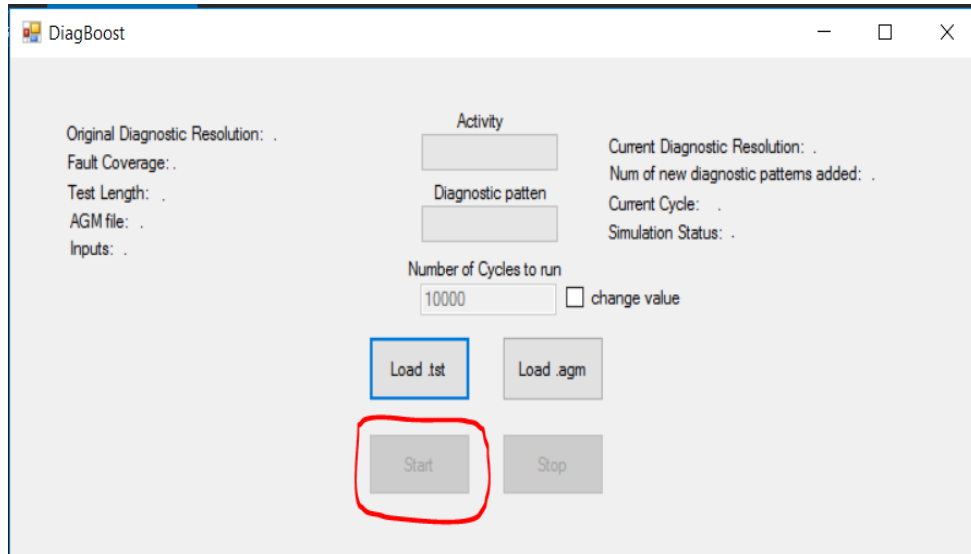 DiagBoost
Original Diagnostic Resolution: .
Fault Coverage: .
Test Length: .
AGM file: .
Inputs: .
Activity
Diagnostic patten
Number of Cycles to run
10000
change value
Current Diagnostic Resolution: .
Num of new diagnostic patterns added: .
Current Cycle: .
Simulation Status: .
Load .tst
Load .agm
Start
Stop